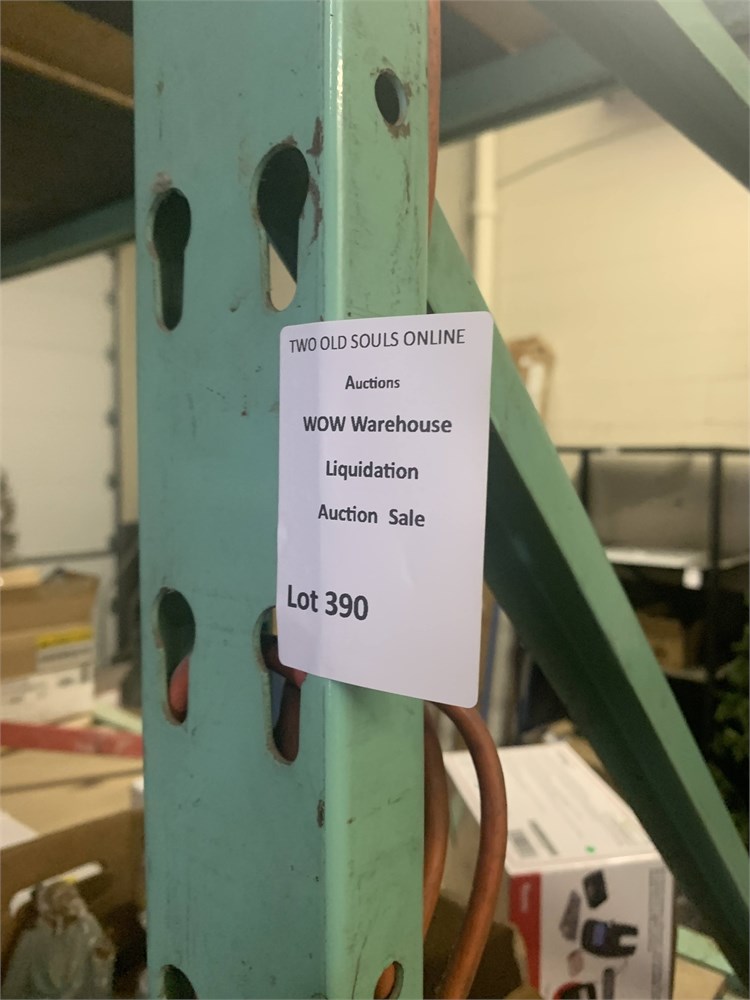 TWO OLD SOULS ONLINE
Auctions
WOW Warehouse
Liquidation
Auction Sale
Lot 390